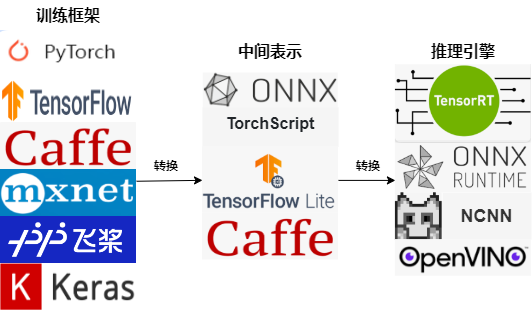 训练框架
PyTorch
TensorFlow
Caffe
mxnet
飞桨
K Keras
转换
中间表示
ONNX
TorchScript
TensorFlow Lite
Caffe
转换
推理引擎
TensorRT
ONNX
RUNTIME
NCNN
OpenVINO